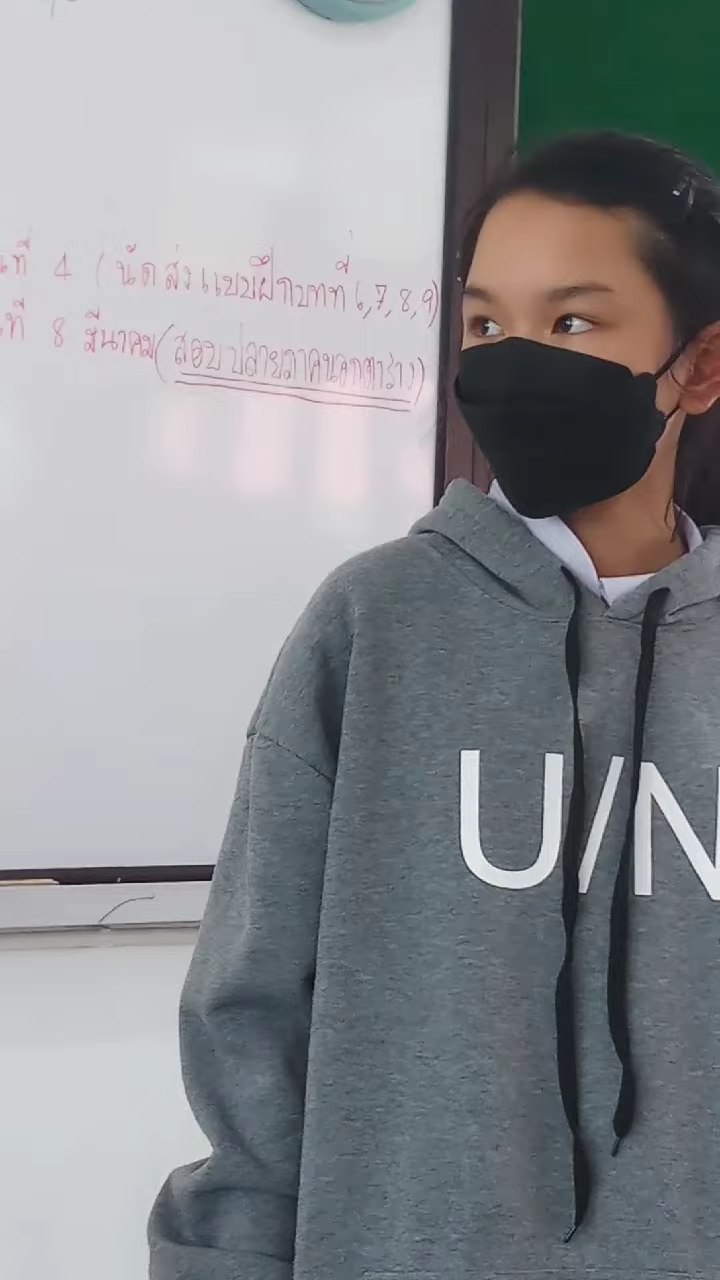 นที่ 4 (นัดส่งแบบฝึกบทที่ 6,7,8,9)
ที่ 8 มีนาคม (สอบปลายภาคนอกตาราง)
U/N